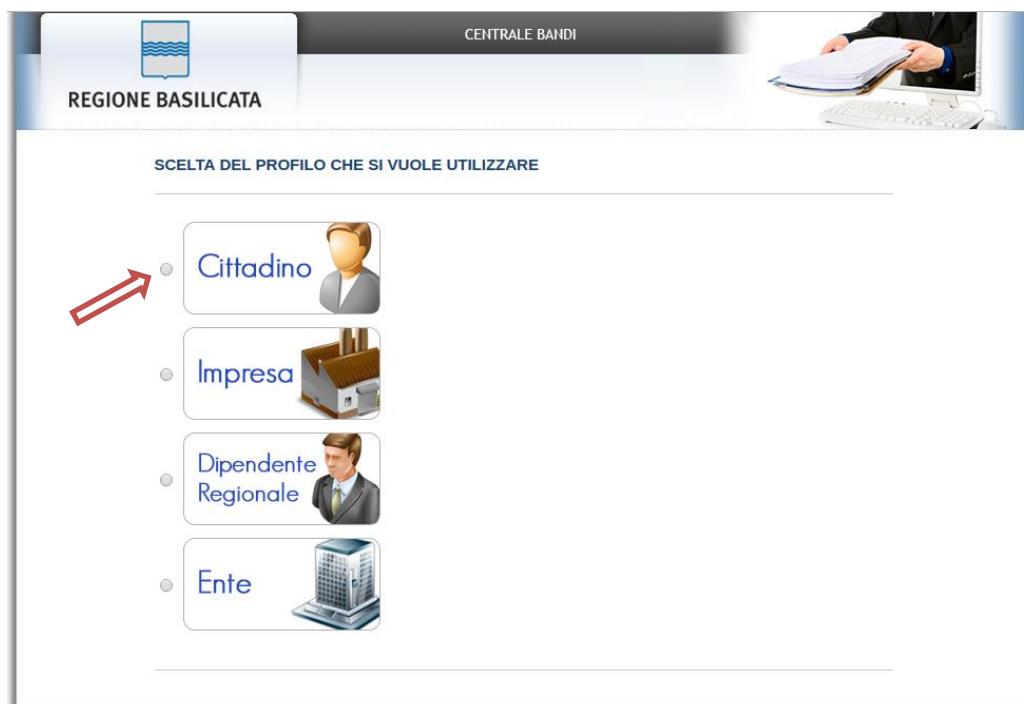 CENTRALE BANDI
REGIONE BASILICATA
SCELTA DEL PROFILO CHE SI VUOLE UTILIZZARE
Cittadino
Impresa
Dipendente
Regionale
Ente